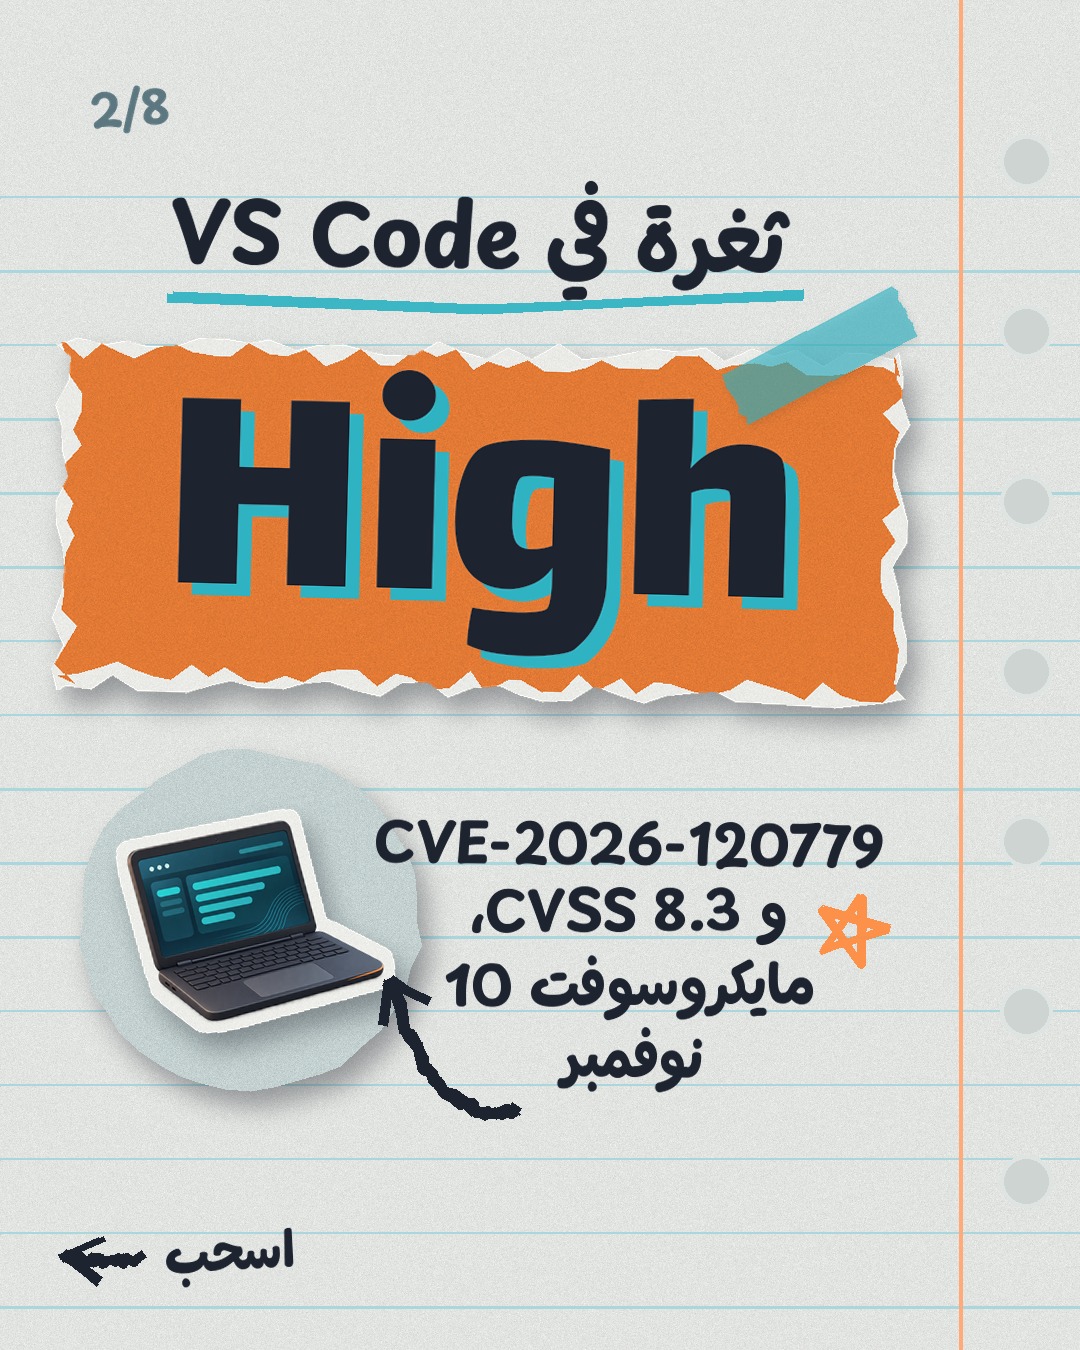 2/8
ثغرة في VS Code
High
CVE-2026-120779
و CVSS 8.3،
مايكروسوفت 10
نوفمبر
اسحب